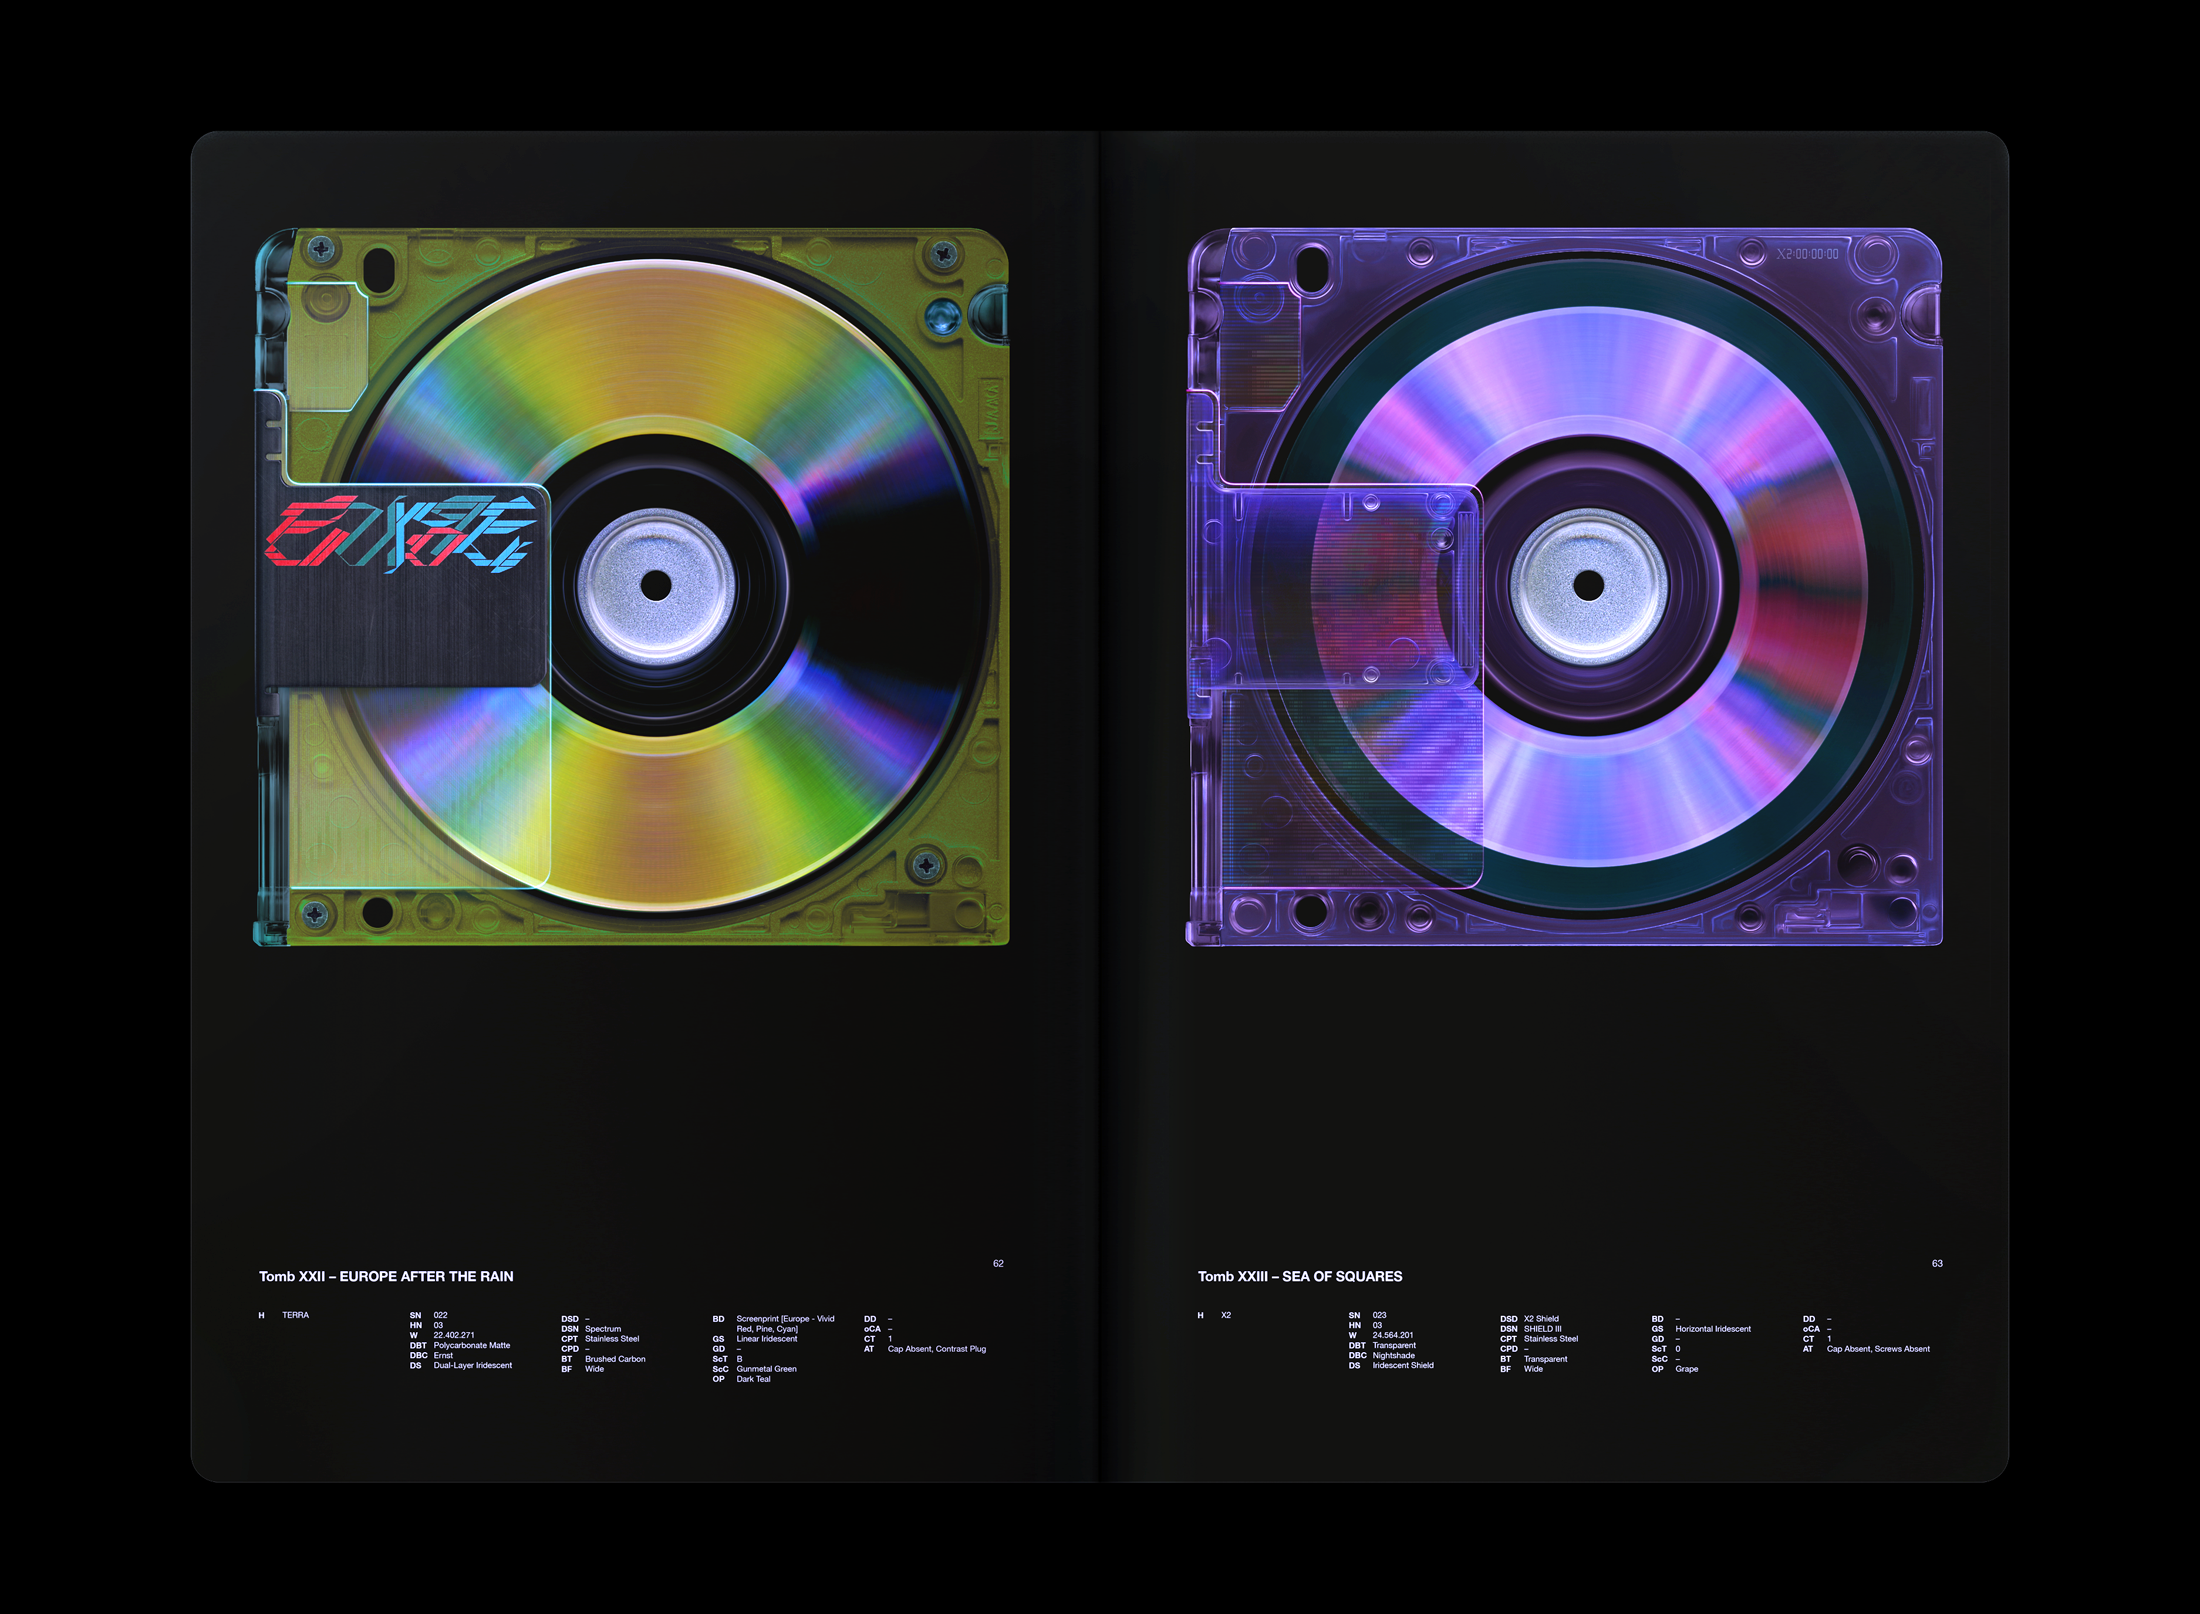 X2:00:00:00
62
Tomb XXII – EUROPE AFTER THE RAIN
H TERRA
SN 022
HN 03
W 22.402.271
DBT Polycarbonate Matte
DBC Ernst
DS Dual-Layer Iridescent
DSD –
DSN Spectrum
CPT Stainless Steel
CPD –
BT Brushed Carbon
BF Wide
BD Screenprint [Europe - Vivid
Red, Pine, Cyan]
GS Linear Iridescent
GD –
ScT B
ScC Gunmetal Green
OP Dark Teal
DD –
oCA –
CT 1
AT Cap Absent, Contrast Plug
63
Tomb XXIII – SEA OF SQUARES
H X2
SN 023
HN 03
W 24.564.201
DBT Transparent
DBC Nightshade
DS Iridescent Shield
DSD X2 Shield
DSN SHIELD III
CPT Stainless Steel
CPD –
BT Transparent
BF Wide
BD –
GS Horizontal Iridescent
GD –
ScT 0
ScC –
OP Grape
DD –
oCA –
CT 1
AT Cap Absent, Screws Absent